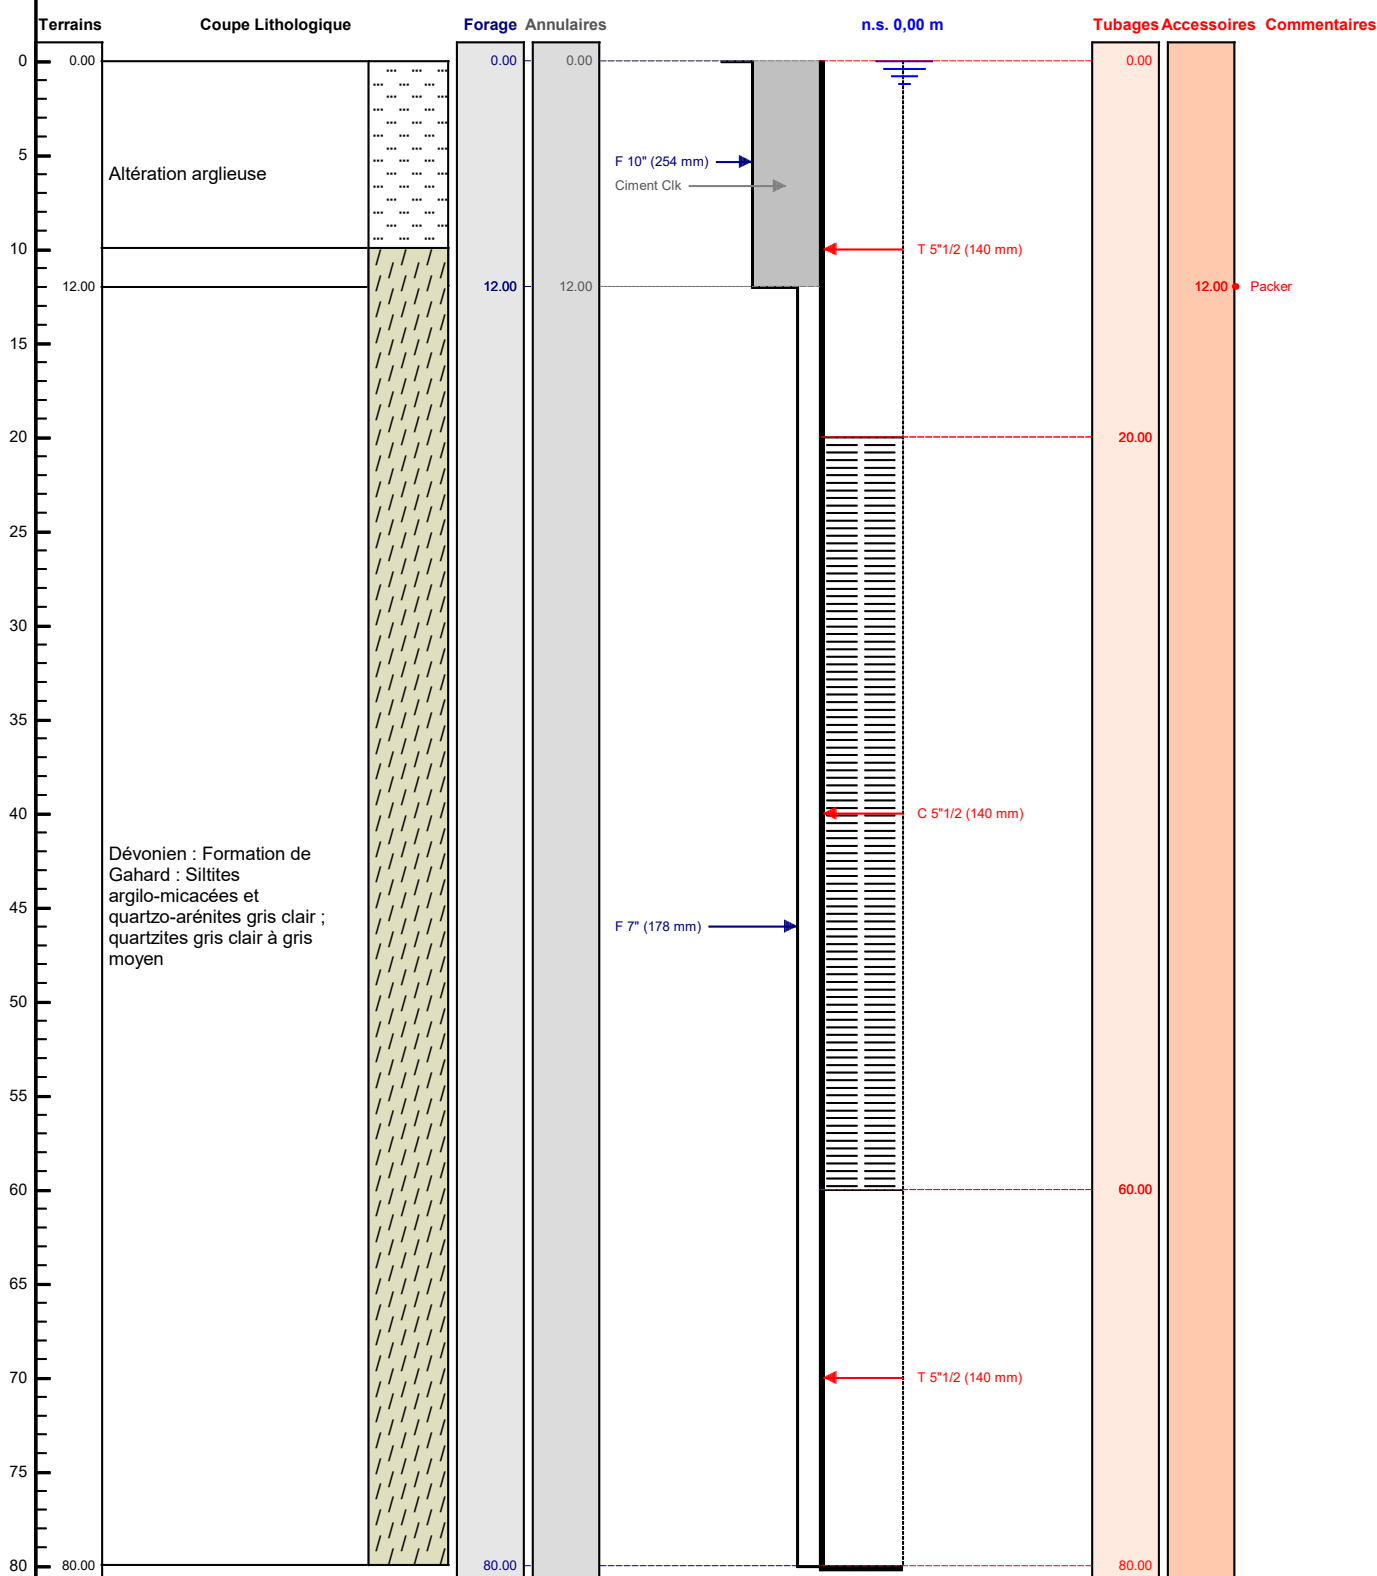 Terrains Coupe Lithologique Forage Annulaires n.s. 0,00 m Tubages Accessoires Commentaires
0 0.00 0.00 0.00 0.00
5
F 10" (254 mm)
Altération arglieuse
Ciment Clk
10 T 5"1/2 (140 mm)
12.00 12.00 12.00 12.00 Packer
15
20 20.00
25
30
35
40 C 5"1/2 (140 mm)
Dévonien : Formation de
Gahard : Siltites
argilo-micacées et
45
quartzo-arénites gris clair ;
F 7" (178 mm)
quartzites gris clair à gris
moyen
50
55
60 60.00
65
70 T 5"1/2 (140 mm)
75
80 80.00 80.00 80.00